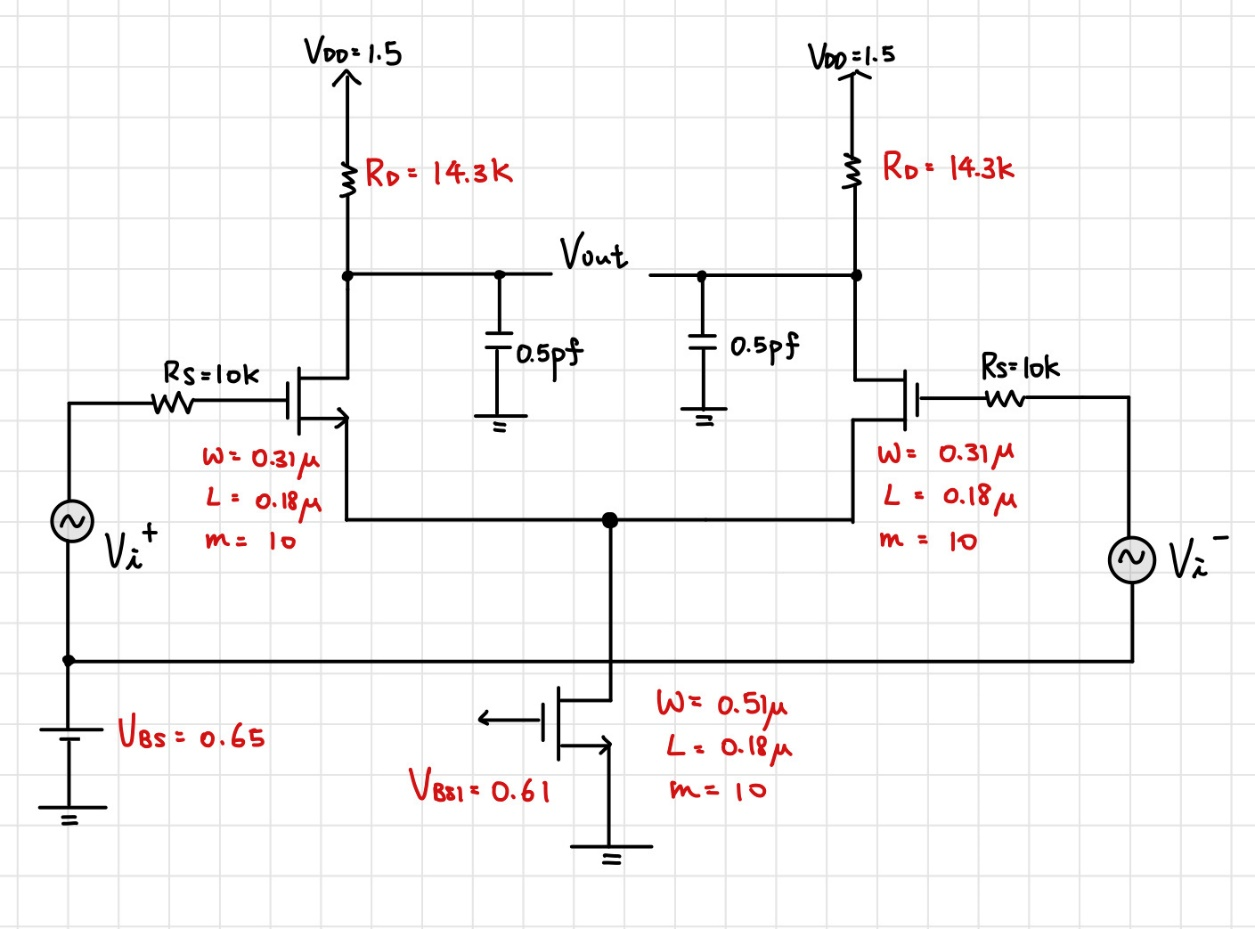 VDD=1.5
VDD=1.5
RD= 14.3k
RD= 14.3k
Vout
0.5pf
0.5pf
RS=10k
RS=10k
W= 0.31μ
L= 0.18μ
m= 10
W= 0.31μ
L= 0.18μ
m= 10
Vi+
Vi-
VBS= 0.65
W= 0.51μ
L= 0.18μ
m= 10
VBS1= 0.61